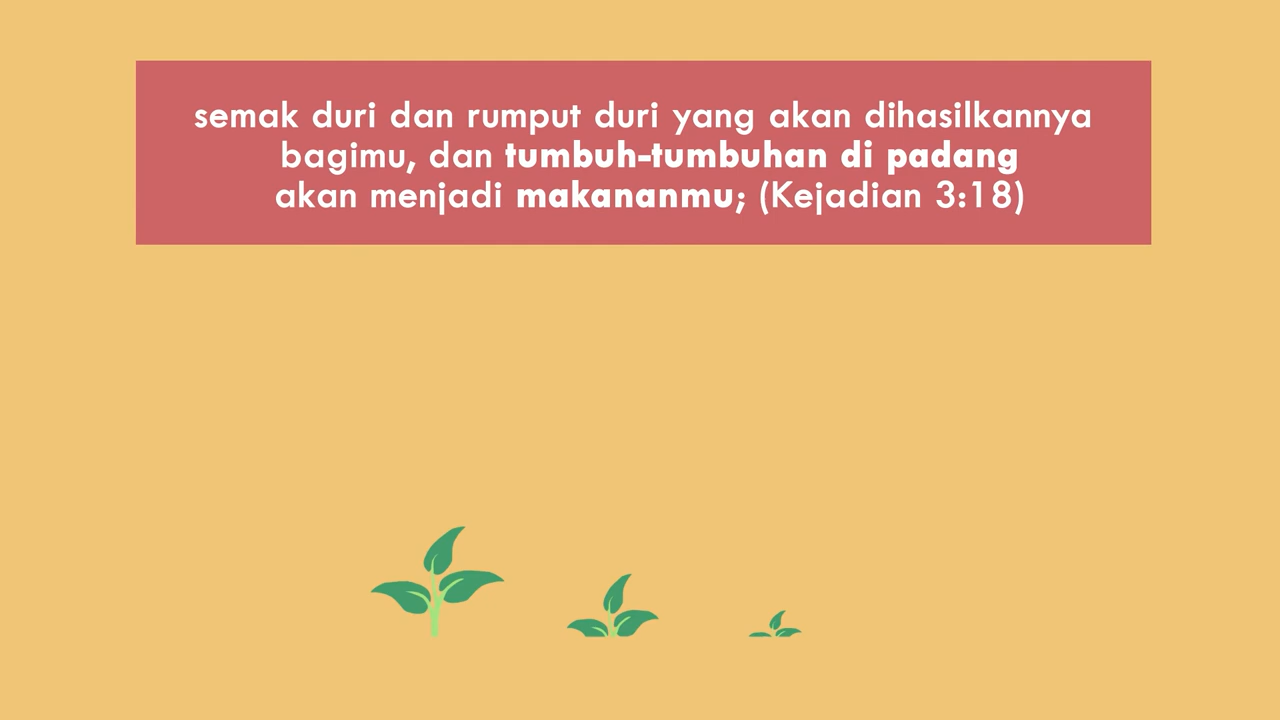 semak duri dan rumput duri yang akan dihasilkannya
bagimu, dan tumbuh-tumbuhan di padang
akan menjadi makananmu; (Kejadian 3:18)